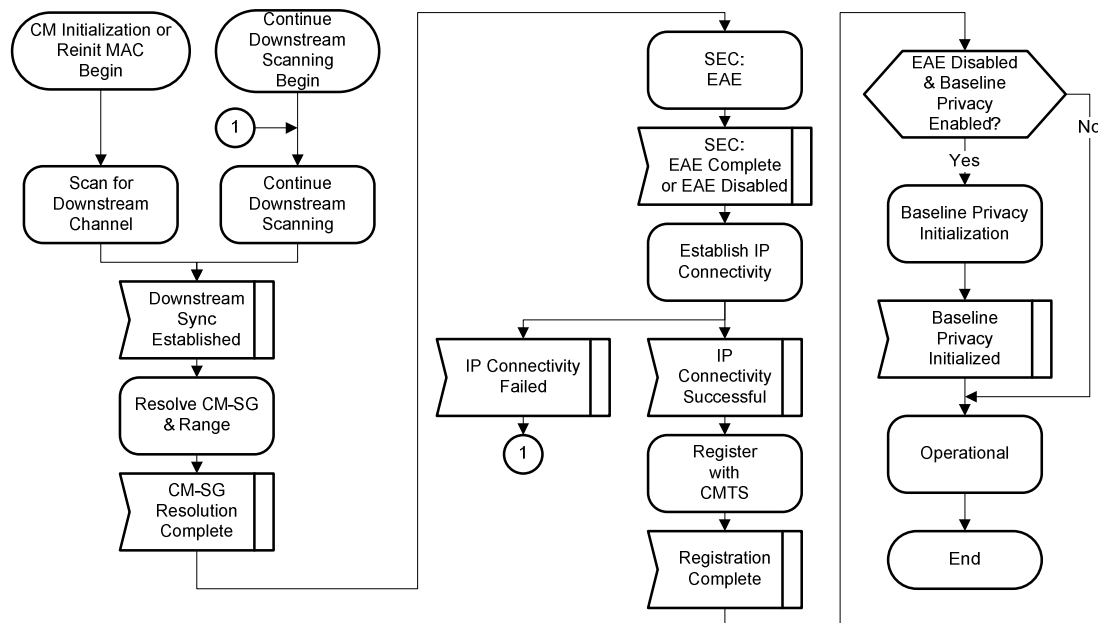 CM Initialization or
Reinit MAC
Begin
Continue
Downstream
Scanning
Begin
1
Scan for
Downstream
Channel
Continue
Downstream
Scanning
Downstream
Sync
Established
Resolve CM-SG
& Range
CM-SG
Resolution
Complete
SEC:
EAE
SEC:
EAE Complete
or EAE Disabled
Establish IP
Connectivity
IP Connectivity
Failed
1
IP
Connectivity
Successful
Register
with
CMTS
Registration
Complete
EAE Disabled
& Baseline
Privacy
Enabled?
No
Yes
Baseline Privacy
Initialization
Baseline
Privacy
Initialized
Operational
End